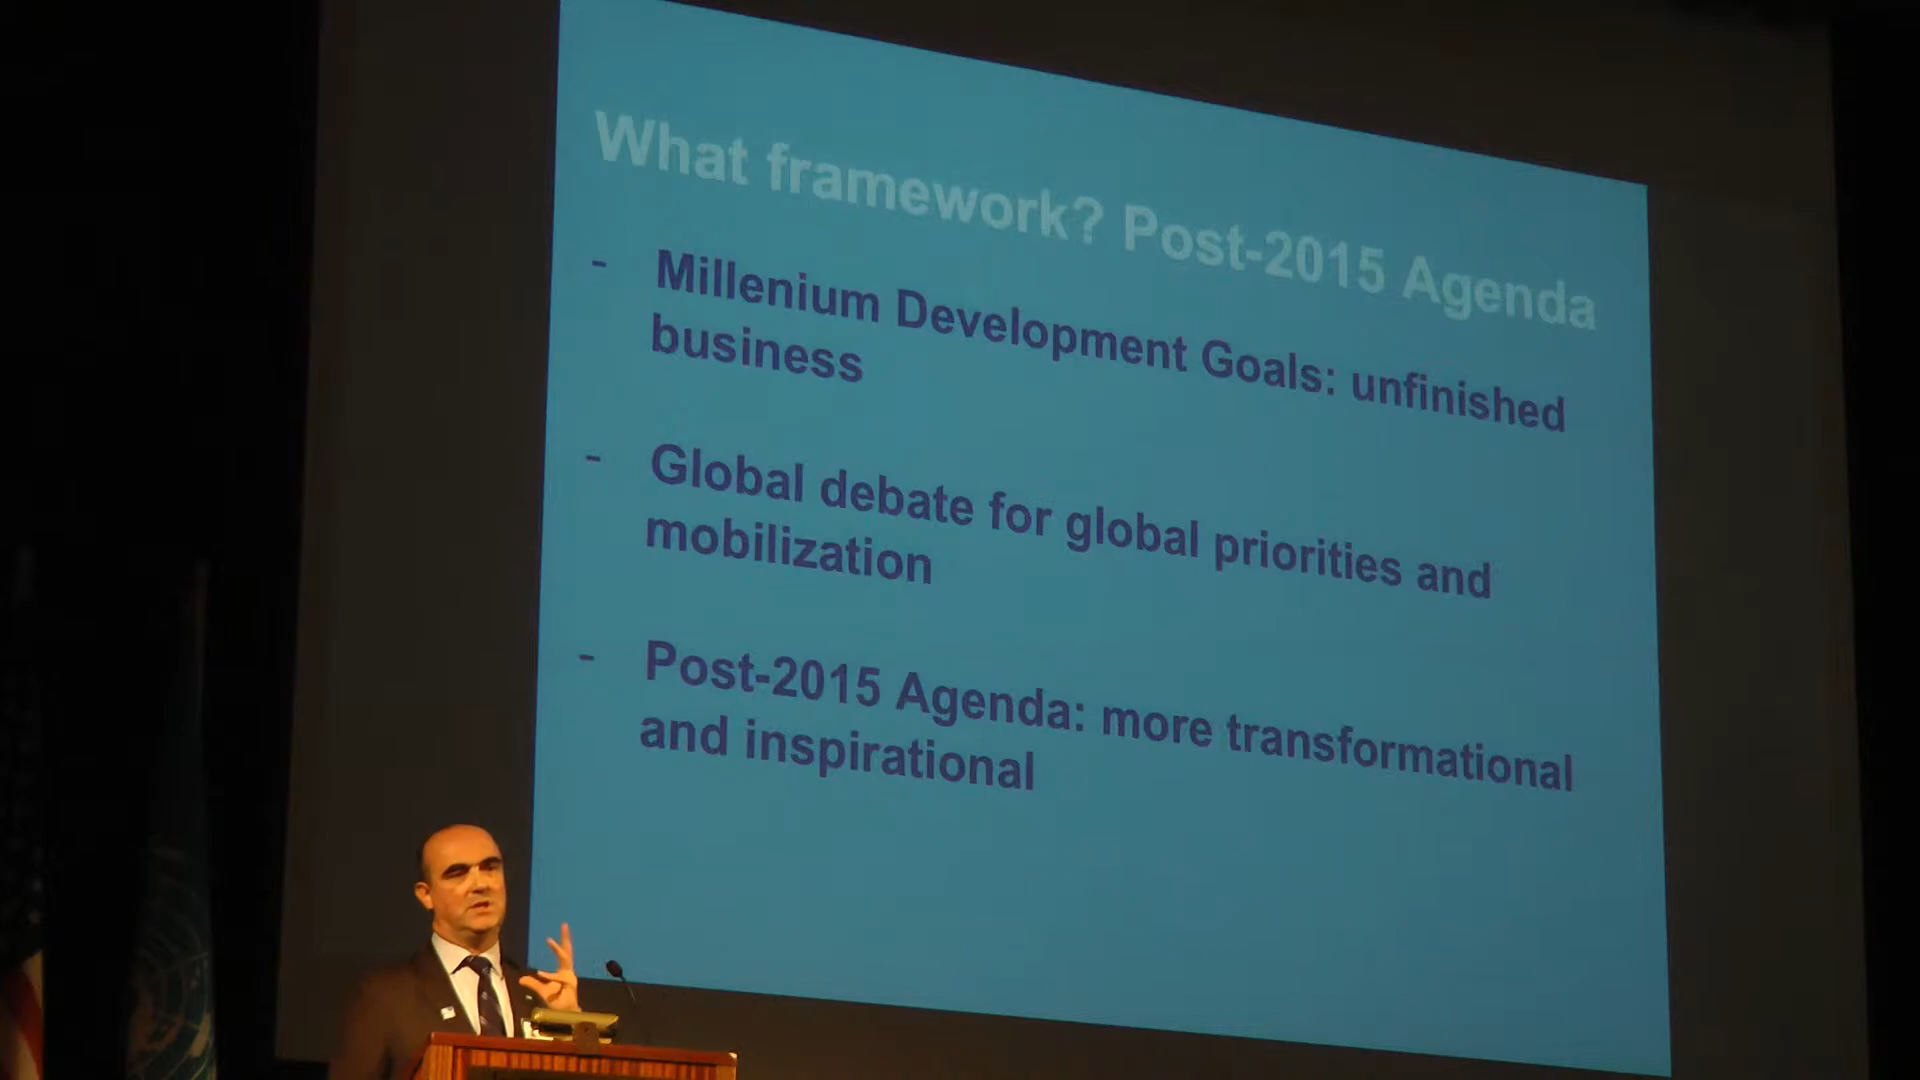 What framework? Post-2015 Agenda
- Millenium Development Goals: unfinished
business
- Global debate for global priorities and
mobilization
- Post-2015 Agenda: more transformational
and inspirational